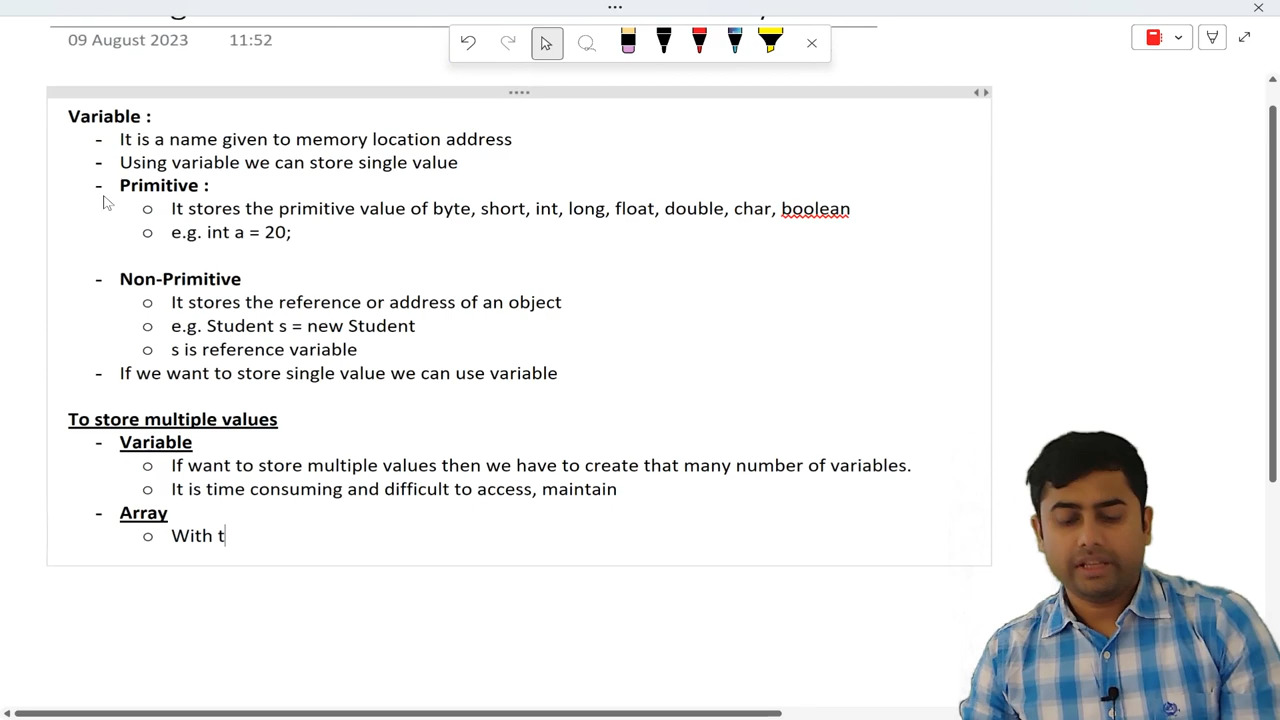 09 August 2023 11:52
Variable :
- It is a name given to memory location address
- Using variable we can store single value
- Primitive :
o It stores the primitive value of byte, short, int, long, float, double, char, boolean
o e.g. int a = 20;
- Non-Primitive
o It stores the reference or address of an object
o e.g. Student s = new Student
o s is reference variable
- If we want to store single value we can use variable
To store multiple values
- Variable
o If want to store multiple values then we have to create that many number of variables.
o It is time consuming and difficult to access, maintain
- Array
o With t